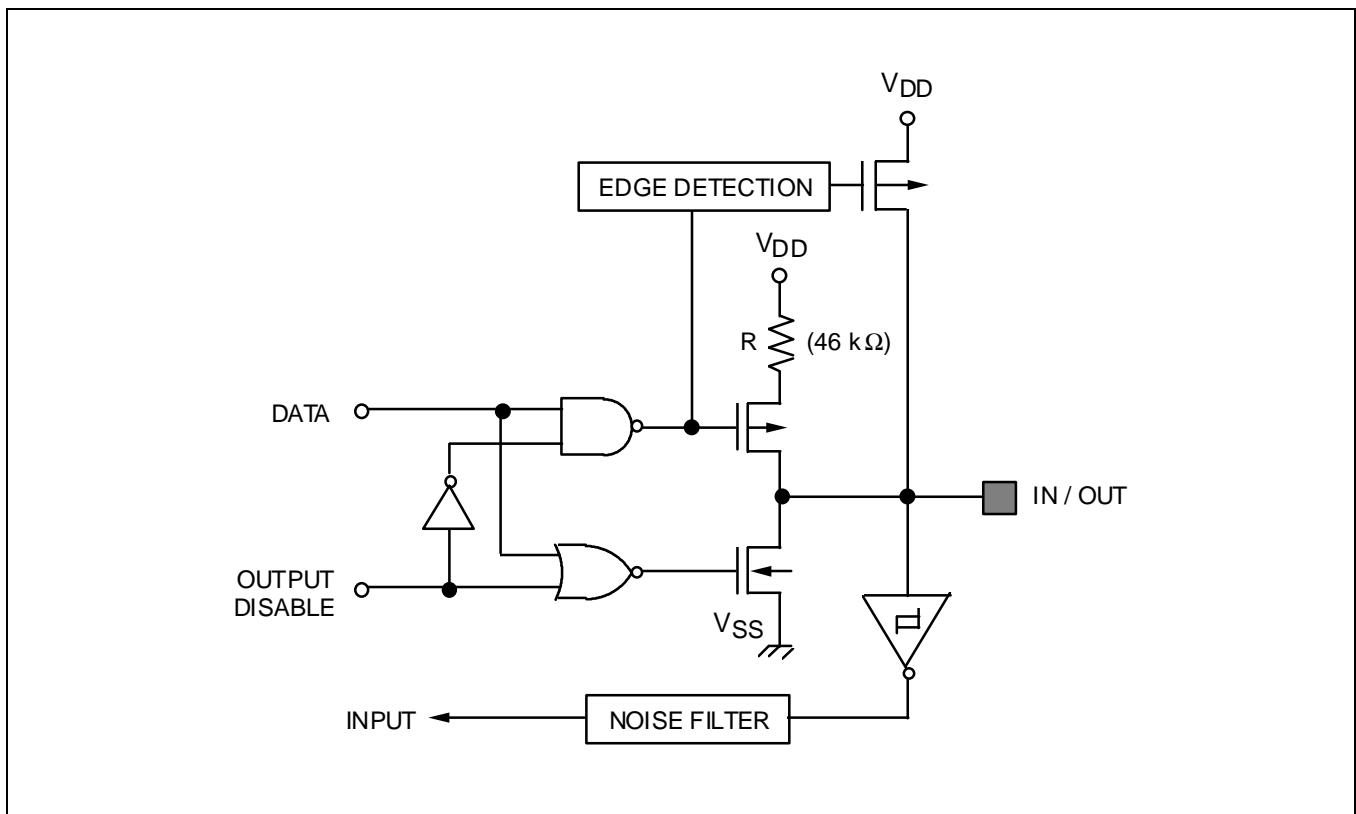 VDD
EDGE DETECTION
VDD
R (46 kΩ)
DATA
IN / OUT
OUTPUT
DISABLE
VSS
INPUT
NOISE FILTER